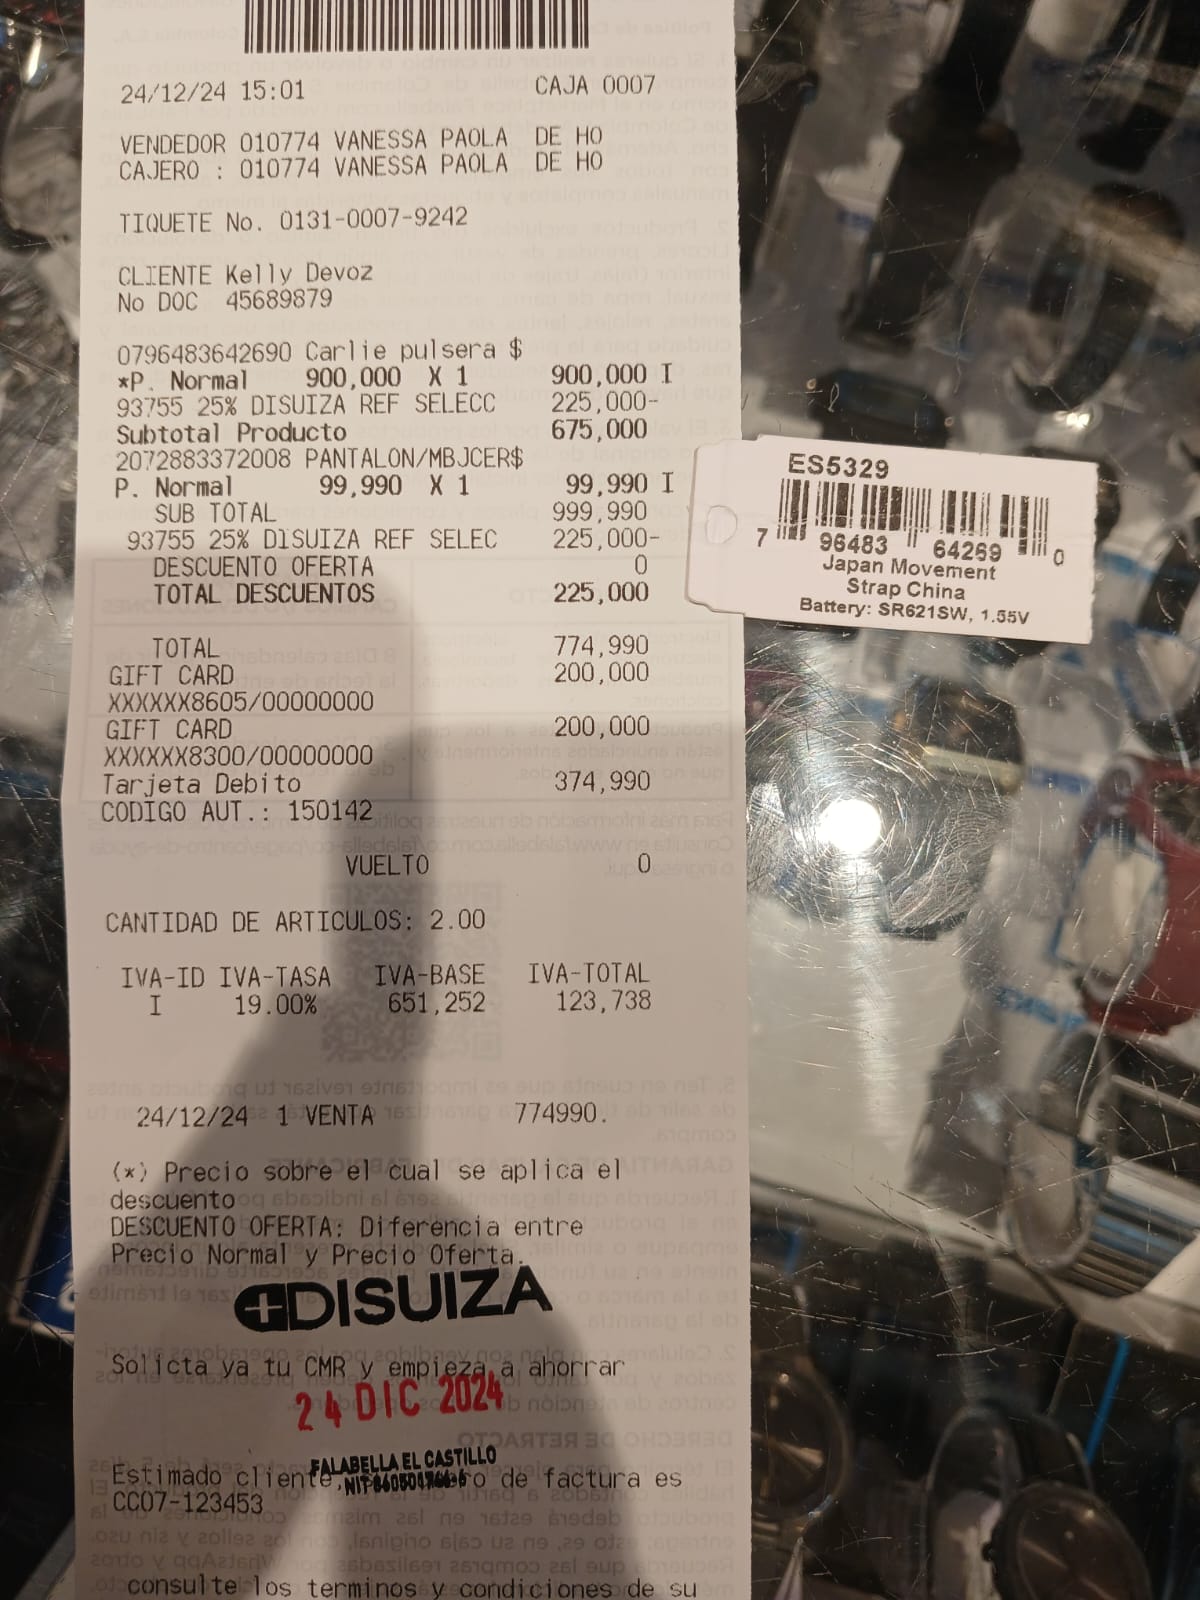 24/12/24 15:01 CAJA 0007
VENDEDOR 010774 VANESSA PAOLA DE HO
CAJERO : 010774 VANESSA PAOLA DE HO
TIQUETE No. 0131-0007-9242
CLIENTE Kelly Devoz
No DOC 45689879
0796483642690 Carlie pulsera $
*P. Normal 900,000 X 1 900,000 I
93755 25% DISUIZA REF SELECC 225,000-
Subtotal Producto 675,000
2072883372008 PANTALON/MBJCER$
P. Normal 99,990 X 1 99,990 I
SUB TOTAL 999,990
93755 25% DISUIZA REF SELEC 225,000-
DESCUENTO OFERTA 0
TOTAL DESCUENTOS 225,000
TOTAL 774,990
GIFT CARD 200,000
XXXXXX8605/00000000
GIFT CARD 200,000
XXXXXX8300/00000000
Tarjeta Debito 374,990
CODIGO AUT.: 150142
VUELTO 0
CANTIDAD DE ARTICULOS: 2.00
IVA-ID IVA-TASA IVA-BASE IVA-TOTAL
I 19.00% 651,252 123,738
24/12/24 1 VENTA 774990.
(*) Precio sobre el cual se aplica el
descuento
DESCUENTO OFERTA: Diferencia entre
Precio Normal y Precio Oferta.
DISUIZA
Solicta ya tu CMR y empieza a ahorrar
24 DIC 2024
FALABELLA EL CASTILLO
NIT
Estimado cliente, de factura es
CC07-123453
consulte los terminos y condiciones de su
ES5329
7 96483 64269 0
Japan Movement
Strap China
Battery: SR621SW, 1.55V